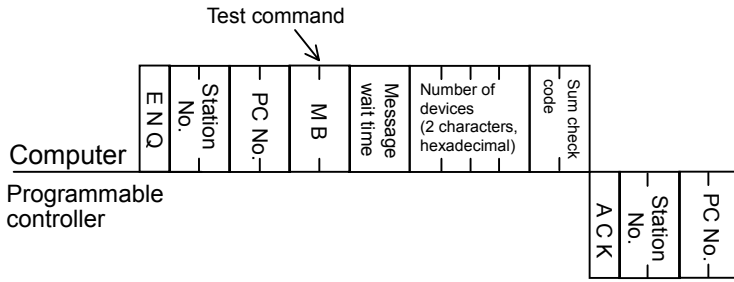 Test command
E N Q
Station
No.
PC No.
M B
Message
wait time
Number of
devices
(2 characters,
hexadecimal)
Sum check
code
Computer
Programmable
controller
A C K
Station
No.
PC No.